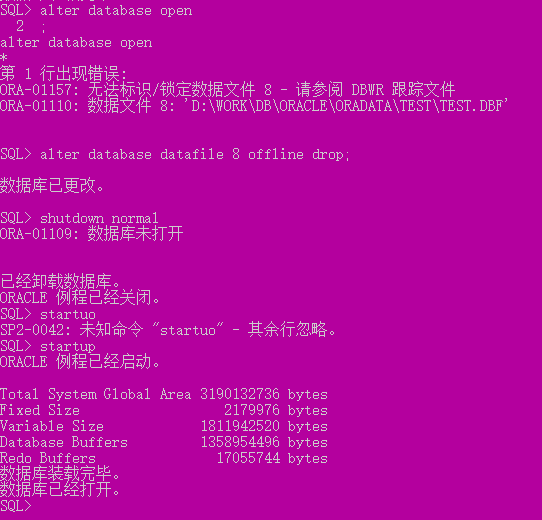 SQL> alter database open
2 ;
alter database open
*
第 1 行出现错误:
ORA-01157: 无法标识/锁定数据文件 8 - 请参阅 DBWR 跟踪文件
ORA-01110: 数据文件 8: 'D:\WORK\DB\ORACLE\ORADATA\TEST\TEST.DBF'
SQL> alter database datafile 8 offline drop;
数据库已更改。
SQL> shutdown normal
ORA-01109: 数据库未打开
已经卸载数据库。
ORACLE 例程已经关闭。
SQL> startuo
SP2-0042: 未知命令 "startuo" - 其余行忽略。
SQL> startup
ORACLE 例程已经启动。
Total System Global Area 3190132736 bytes
Fixed Size 2179976 bytes
Variable Size 1811942520 bytes
Database Buffers 1358954496 bytes
Redo Buffers 17055744 bytes
数据库装载完毕。
数据库已经打开。
SQL>